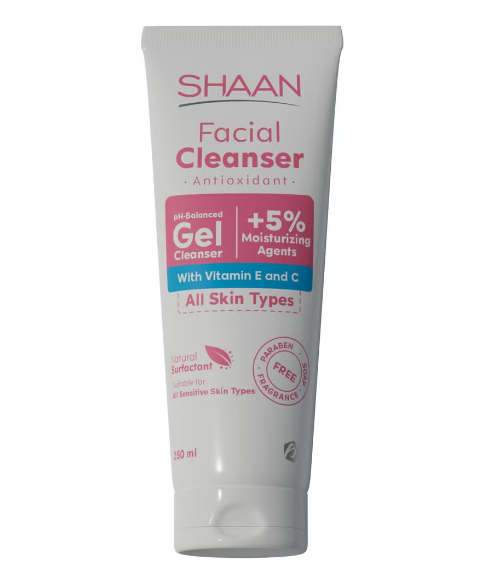 SHAAN
Facial
Cleanser
· Antioxidant ·
pH-Balanced
Gel
Cleanser
+5%
Moisturizing
Agents
With Vitamin E and C
All Skin Types
Natural
Surfactant
Suitable for
All Sensitive Skin Types
PARABEN · SOAP · FRAGRANCE ·
FREE
250 ml